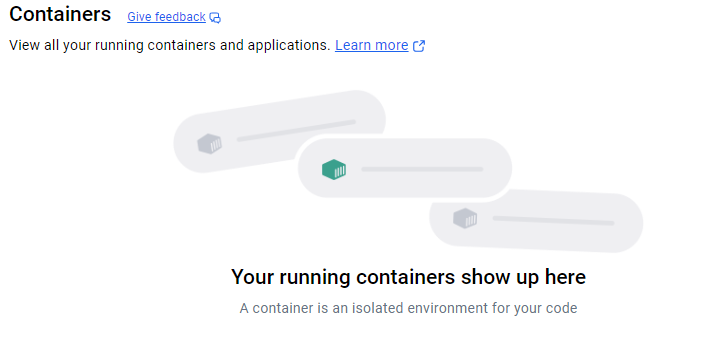 Containers Give feedback
View all your running containers and applications. Learn more
Your running containers show up here
A container is an isolated environment for your code